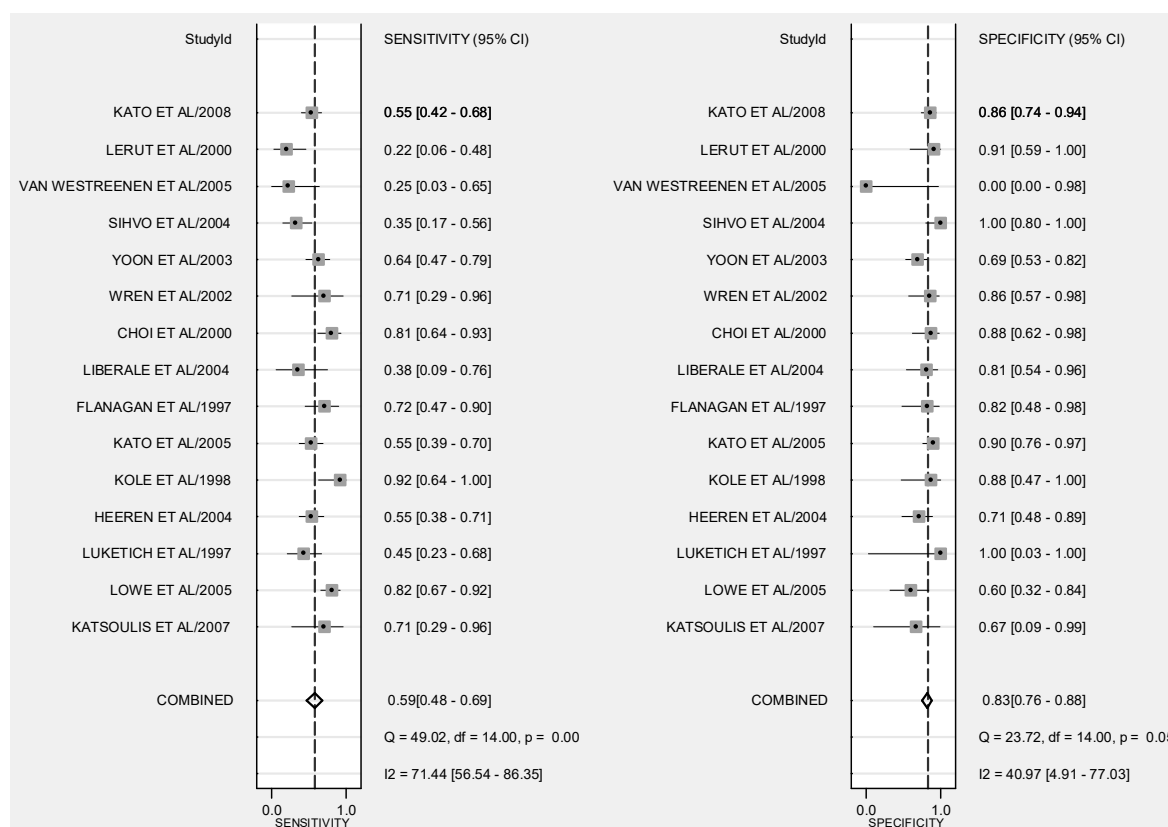 StudyId SENSITIVITY (95% CI)
KATO ET AL/2008 0.55 [0.42 - 0.68]
LERUT ET AL/2000 0.22 [0.06 - 0.48]
VAN WESTREENEN ET AL/2005 0.25 [0.03 - 0.65]
SIHVO ET AL/2004 0.35 [0.17 - 0.56]
YOON ET AL/2003 0.64 [0.47 - 0.79]
WREN ET AL/2002 0.71 [0.29 - 0.96]
CHOI ET AL/2000 0.81 [0.64 - 0.93]
LIBERALE ET AL/2004 0.38 [0.09 - 0.76]
FLANAGAN ET AL/1997 0.72 [0.47 - 0.90]
KATO ET AL/2005 0.55 [0.39 - 0.70]
KOLE ET AL/1998 0.92 [0.64 - 1.00]
HEEREN ET AL/2004 0.55 [0.38 - 0.71]
LUKETICH ET AL/1997 0.45 [0.23 - 0.68]
LOWE ET AL/2005 0.82 [0.67 - 0.92]
KATSOULIS ET AL/2007 0.71 [0.29 - 0.96]
COMBINED 0.59[0.48 - 0.69]
Q = 49.02, df = 14.00, p = 0.00
I2 = 71.44 [56.54 - 86.35]
0.0 1.0
SENSITIVITY
StudyId SPECIFICITY (95% CI)
KATO ET AL/2008 0.86 [0.74 - 0.94]
LERUT ET AL/2000 0.91 [0.59 - 1.00]
VAN WESTREENEN ET AL/2005 0.00 [0.00 - 0.98]
SIHVO ET AL/2004 1.00 [0.80 - 1.00]
YOON ET AL/2003 0.69 [0.53 - 0.82]
WREN ET AL/2002 0.86 [0.57 - 0.98]
CHOI ET AL/2000 0.88 [0.62 - 0.98]
LIBERALE ET AL/2004 0.81 [0.54 - 0.96]
FLANAGAN ET AL/1997 0.82 [0.48 - 0.98]
KATO ET AL/2005 0.90 [0.76 - 0.97]
KOLE ET AL/1998 0.88 [0.47 - 1.00]
HEEREN ET AL/2004 0.71 [0.48 - 0.89]
LUKETICH ET AL/1997 1.00 [0.03 - 1.00]
LOWE ET AL/2005 0.60 [0.32 - 0.84]
KATSOULIS ET AL/2007 0.67 [0.09 - 0.99]
COMBINED 0.83[0.76 - 0.88]
Q = 23.72, df = 14.00, p = 0.05
I2 = 40.97 [4.91 - 77.03]
0.0 1.0
SPECIFICITY